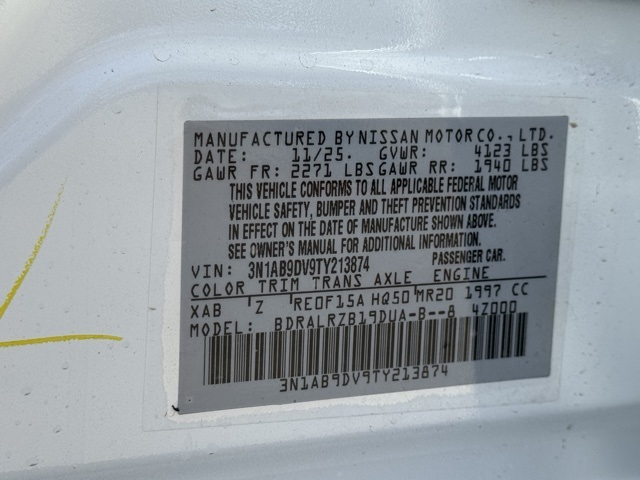 MANUFACTURED BY NISSAN MOTOR CO., LTD.
DATE: 11/25. GVWR: 4123 LBS
GAWR FR: 2271 LBS GAWR RR: 1940 LBS
THIS VEHICLE CONFORMS TO ALL APPLICABLE FEDERAL MOTOR
VEHICLE SAFETY, BUMPER AND THEFT PREVENTION STANDARDS
IN EFFECT ON THE DATE OF MANUFACTURE SHOWN ABOVE.
SEE OWNER'S MANUAL FOR ADDITIONAL INFORMATION.
VIN: 3N1AB9DV9TY213874 PASSENGER CAR.
COLOR TRIM TRANS AXLE ENGINE
XAB Z RE0F15A HQ50 MR20 1997 CC
MODEL: BDRALRZB19DUA-B--8 4Z000
3N1AB9DV9TY213874